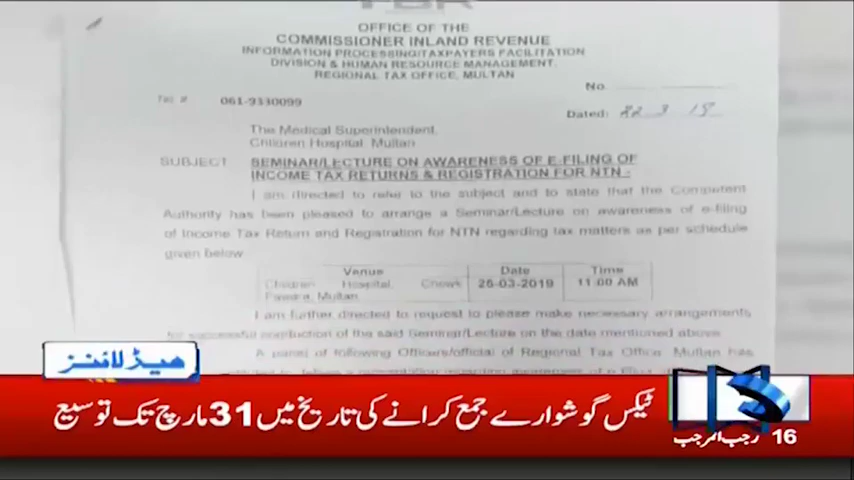 OFFICE OF THE
COMMISSIONER INLAND REVENUE
INFORMATION PROCESSING/TAXPAYERS FACILITATION
DIVISION & HUMAN RESOURCE MANAGEMENT
REGIONAL TAX OFFICE, MULTAN
No
Tel # 061-9330099
Dated: 22 3 19
The Medical Superintendent,
Children Hospital, Multan
SUBJECT SEMINAR/LECTURE ON AWARENESS OF E-FILING OF
INCOME TAX RETURNS & REGISTRATION FOR NTN -
I am directed to refer to the subject and to state that the Competent
Authority has been pleased to arrange a Seminar/Lecture on awareness of e-filing
of Income Tax Return and Registration for NTN regarding tax matters as per schedule
given below
Venue Date Time
Children Hospital, Chowk 11:00 AM
Multan
I am further directed to request to please make necessary arrangements
for successful conduction of the said Seminar/Lecture on the date mentioned above
A panel of following Officers/official of Regional Tax Office, Multan has
ہیڈلائنز
ٹیکس گوشوارے جمع کرانے کی تاریخ میں 31 مارچ تک توسیع
16 رجب المرجب